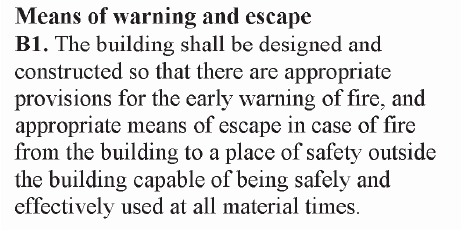 Means of warning and escape
B1. The building shall be designed and
constructed so that there are appropriate
provisions for the early warning of fire, and
appropriate means of escape in case of fire
from the building to a place of safety outside
the building capable of being safely and
effectively used at all material times.